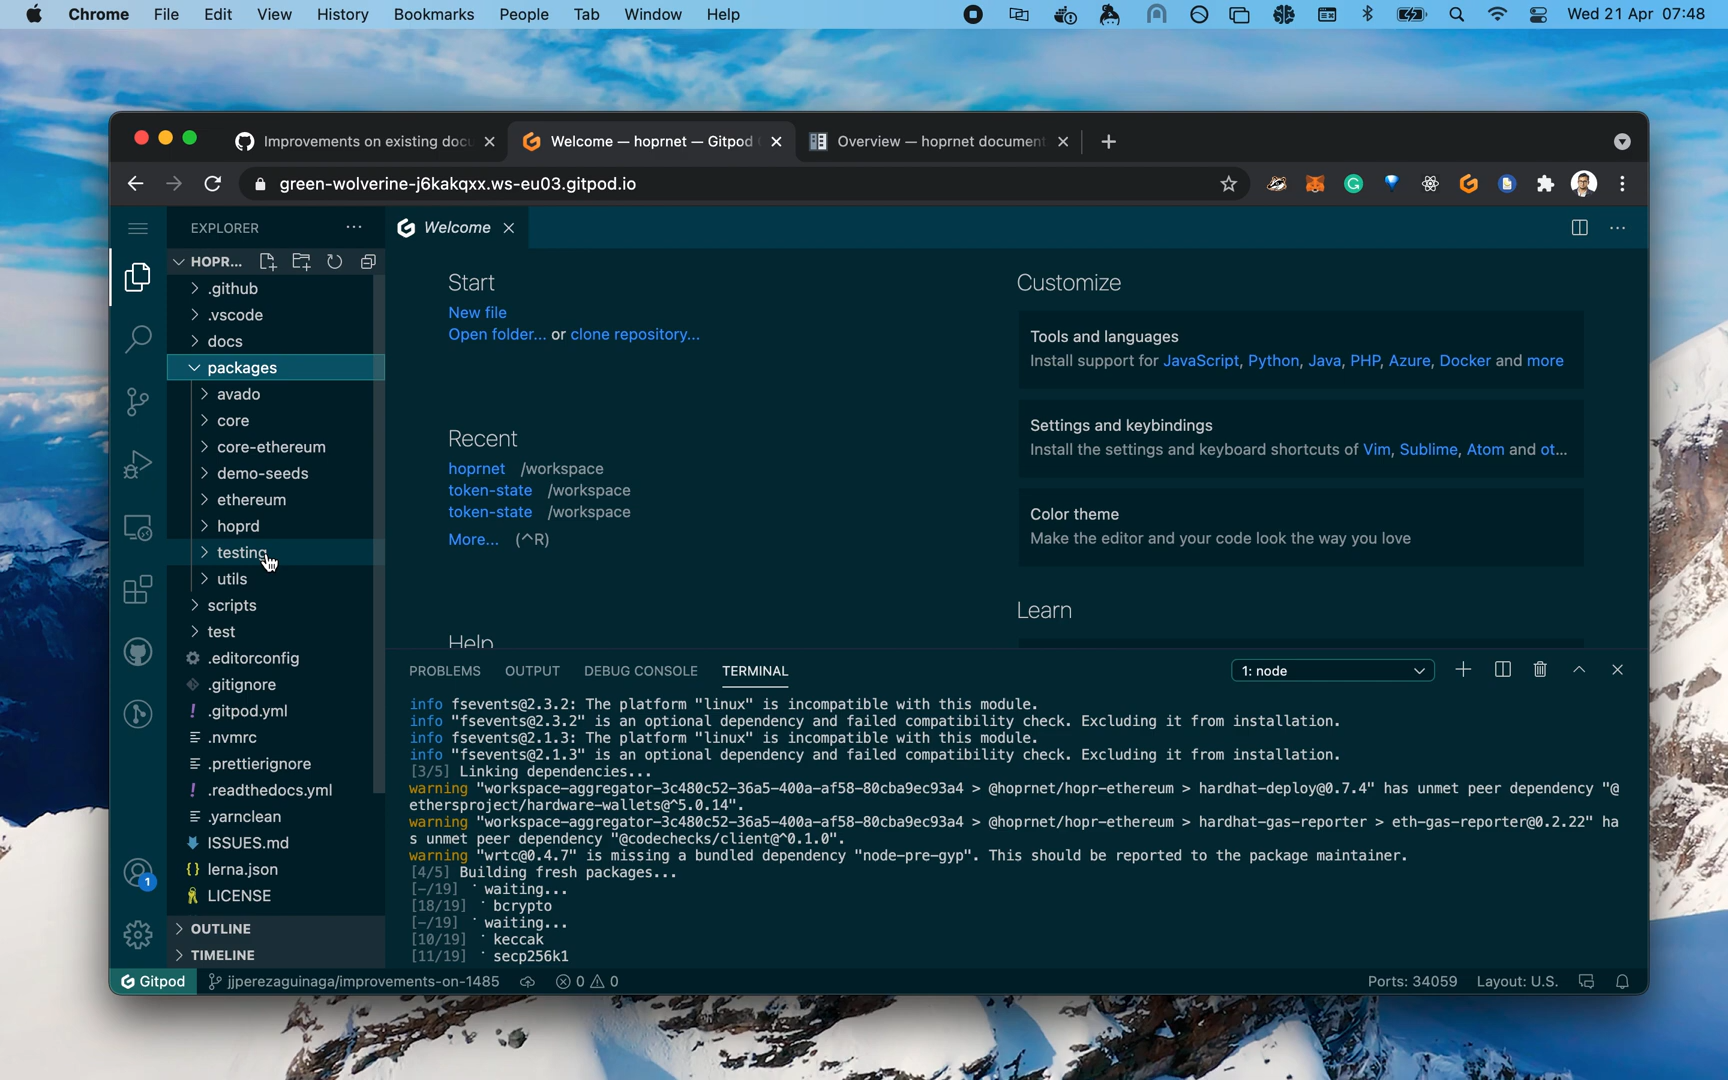 Chrome File Edit View History Bookmarks People Tab Window Help Wed 21 Apr 07:48
Improvements on existing docu Welcome — hoprnet — Gitpod Overview — hoprnet document
green-wolverine-j6kakqxx.ws-eu03.gitpod.io
EXPLORER
Welcome
HOPR...
.github
.vscode
docs
packages
avado
core
core-ethereum
demo-seeds
ethereum
hoprd
testing
utils
scripts
test
.editorconfig
.gitignore
.gitpod.yml
.nvmrc
.prettierignore
.readthedocs.yml
.yarnclean
ISSUES.md
lerna.json
LICENSE
OUTLINE
TIMELINE
1
Start
New file
Open folder... or clone repository...
Recent
hoprnet /workspace
token-state /workspace
token-state /workspace
More... (^R)
Help
Customize
Tools and languages
Install support for JavaScript, Python, Java, PHP, Azure, Docker and more
Settings and keybindings
Install the settings and keyboard shortcuts of Vim, Sublime, Atom and ot...
Color theme
Make the editor and your code look the way you love
Learn
PROBLEMS OUTPUT DEBUG CONSOLE TERMINAL 1: node
info fsevents@2.3.2: The platform "linux" is incompatible with this module.
info "fsevents@2.3.2" is an optional dependency and failed compatibility check. Excluding it from installation.
info fsevents@2.1.3: The platform "linux" is incompatible with this module.
info "fsevents@2.1.3" is an optional dependency and failed compatibility check. Excluding it from installation.
[3/5] Linking dependencies...
warning "workspace-aggregator-3c480c52-36a5-400a-af58-80cba9ec93a4 > @hoprnet/hopr-ethereum > hardhat-deploy@0.7.4" has unmet peer dependency "@
ethersproject/hardware-wallets@^5.0.14".
warning "workspace-aggregator-3c480c52-36a5-400a-af58-80cba9ec93a4 > @hoprnet/hopr-ethereum > hardhat-gas-reporter > eth-gas-reporter@0.2.22" ha
s unmet peer dependency "@codechecks/client@^0.1.0".
warning "wrtc@0.4.7" is missing a bundled dependency "node-pre-gyp". This should be reported to the package maintainer.
[4/5] Building fresh packages...
[-/19] ⠁ waiting...
[18/19] ⠁ bcrypto
[-/19] ⠁ waiting...
[10/19] ⠁ keccak
[11/19] ⠁ secp256k1
Gitpod jjperezaguinaga/improvements-on-1485 0 0 Ports: 34059 Layout: U.S.